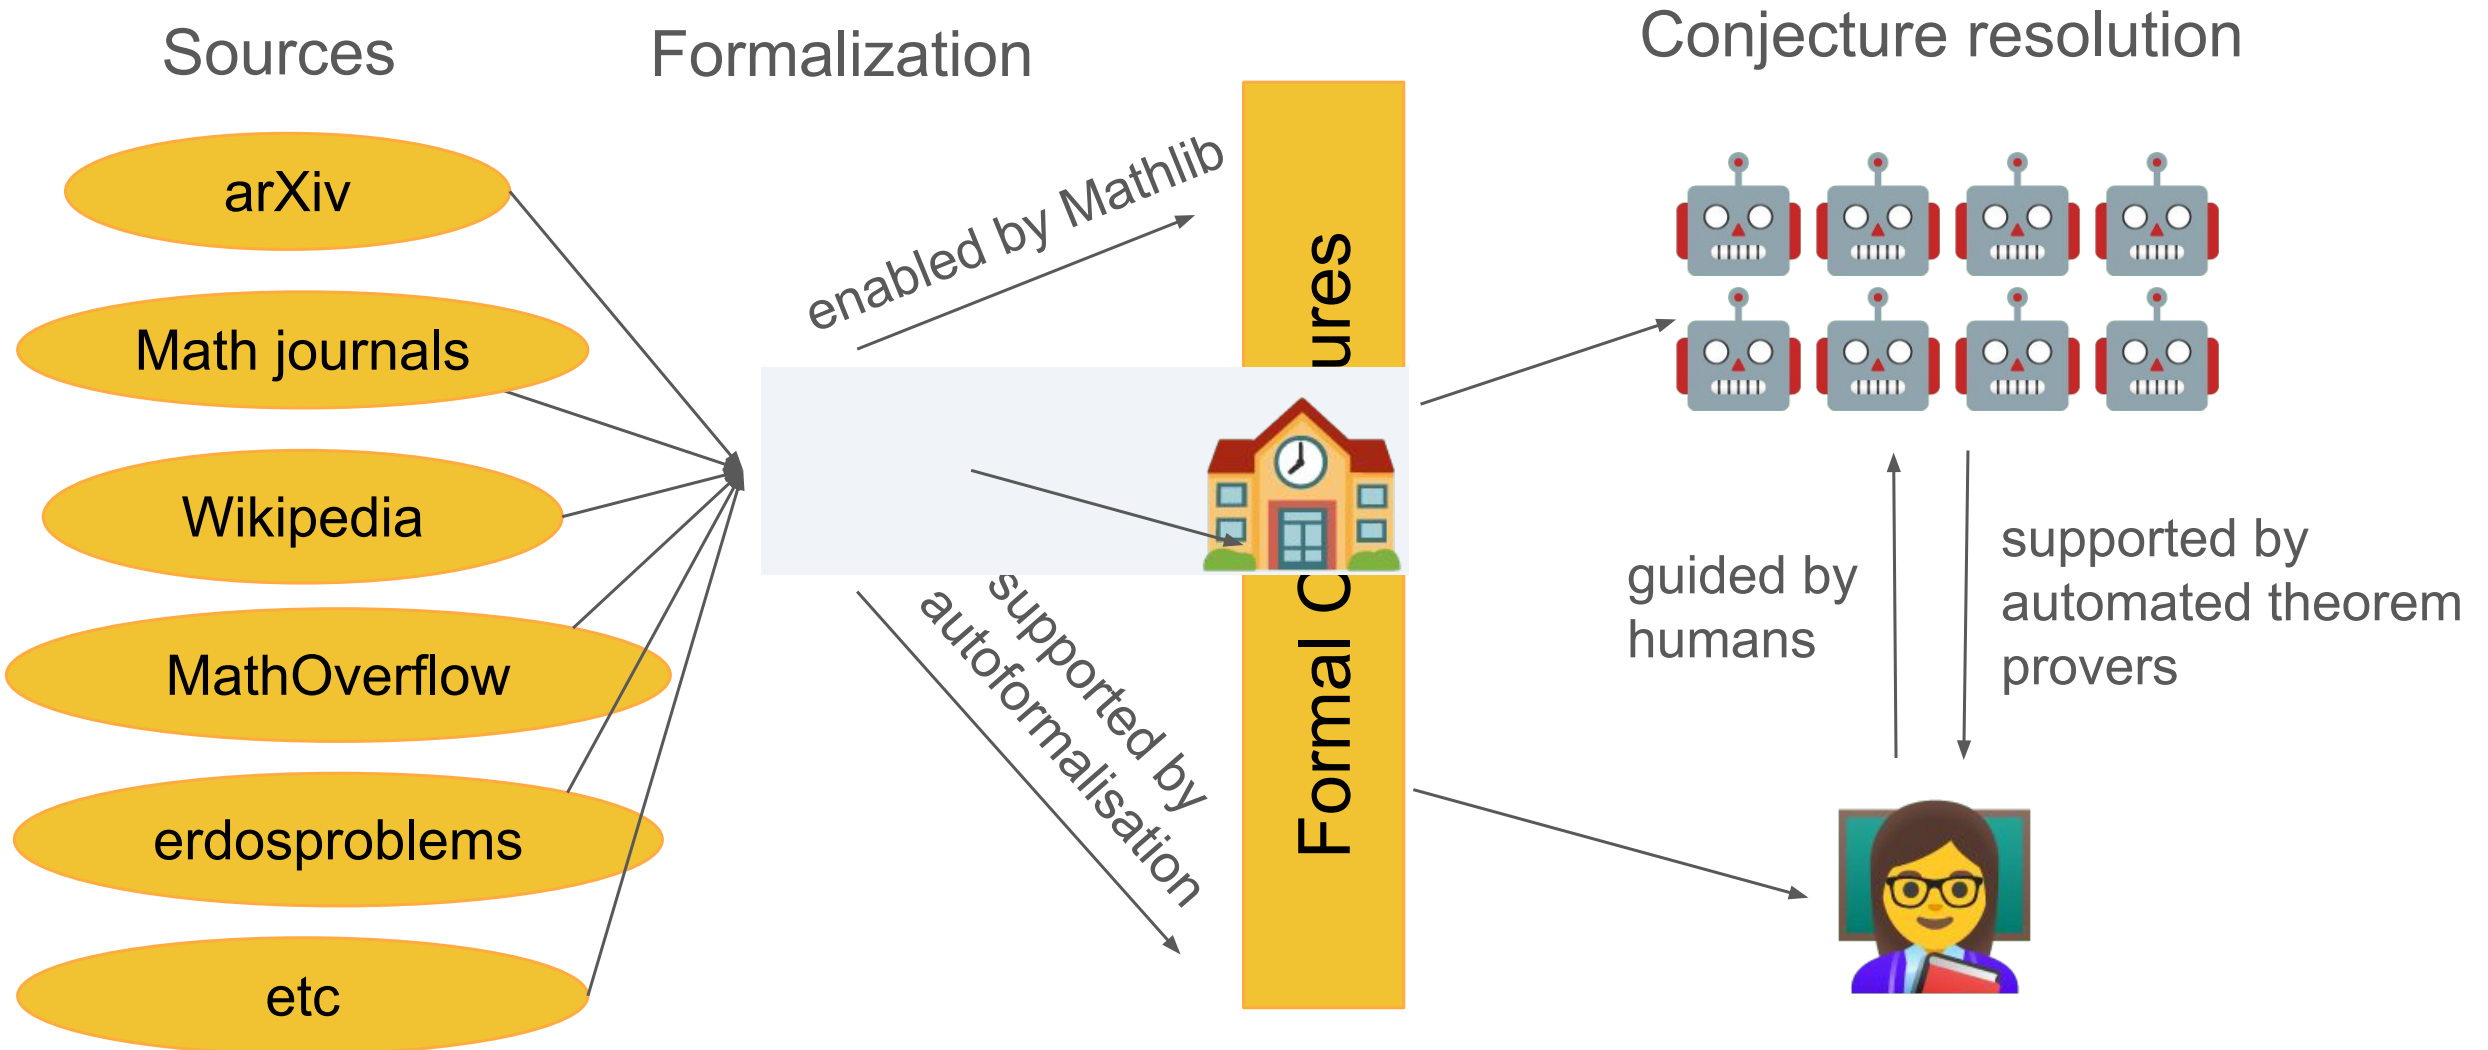 Sources
Formalization
Conjecture resolution
arXiv
Math journals
Wikipedia
MathOverflow
erdosproblems
etc
enabled by Mathlib
supported by
autoformalisation
Formal
guided by
humans
supported by
automated theorem
provers